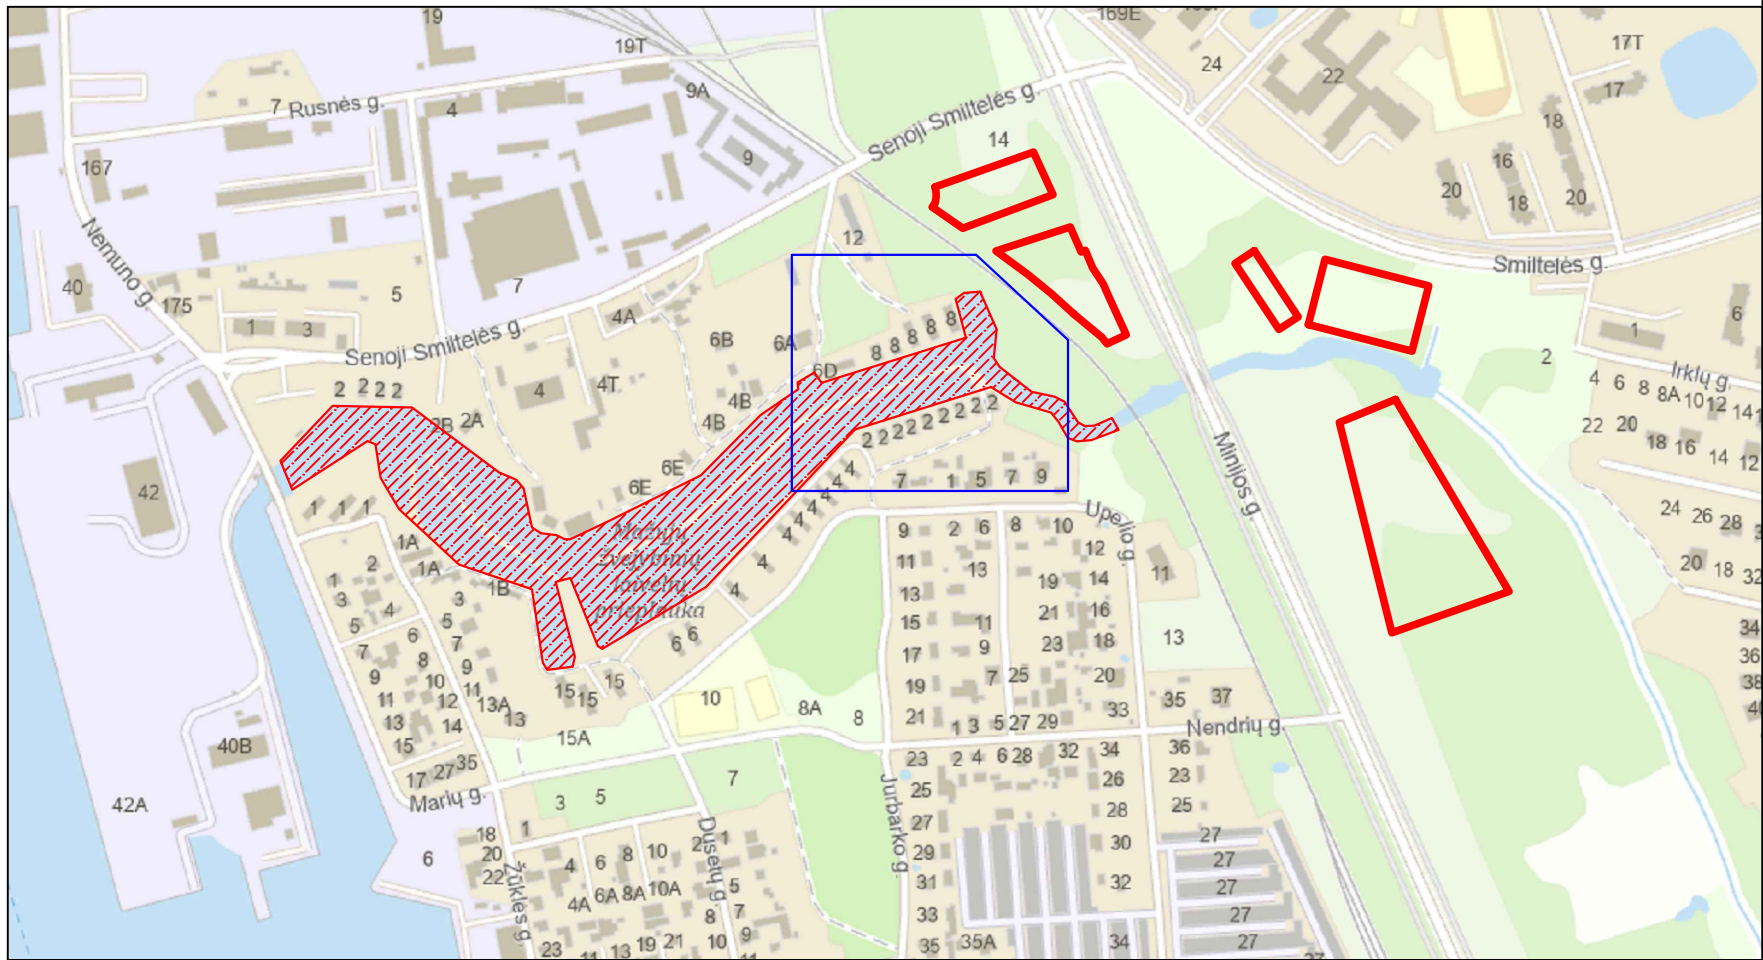 19
19T
169E
24
22
17T
17
9A
7
Rusnės g.
4
Senoji Smiltelės g.
14
18
9
167
16
20
18
20
Nemuno g.
12
Smiltelės g.
40
175
5
7
1
3
4A
6B
6A
6
1
Senoji Smiltelės g.
8 8 8 8 8
2
6D
Irklų g.
2 2 2 2
4
4T
4B
4 6 8 8A 10 12 14
2A
2B
4B
2 2 2 2 2 2 2 2
22 20
18 16 14 12
Minijos g.
6E
6E
4
7 1 5 7 9
42
1 1 1
4 4 4 4 4
24 26 28
Upelio g.
Mažųjų
žvejybinių
laivelių
prieplauka
9 2 6 8 10
1A
12
1A
2
11
13
4
20 18 32
1
1B
19 14
11
3
3
4
13
21 16
5
5
15 11
6
6 6
23 18
13
34
7
7
9
8
17
36
9
9
10
15
15
15
7 25
20
38
11
11
12
13A
19
35 37
10
13
14
13
8A
8
21
1 3 5 27 29
33
Nendrių g.
15
15A
40B
17 27 35
23
2 4 6 28 32 34
36
Marių g.
7
26
23
42A
3
5
Jurbarko g.
25
28
25
18
1
Dusetų g.
27
30
27
20
6
22
Žūklės g.
4
6
8
10
2
1
29
27
4A
6A
8A
10A
5
31
32
27
8
7
33
27
23
11
13
19
21
10
9
11
35
35A
34
27
27